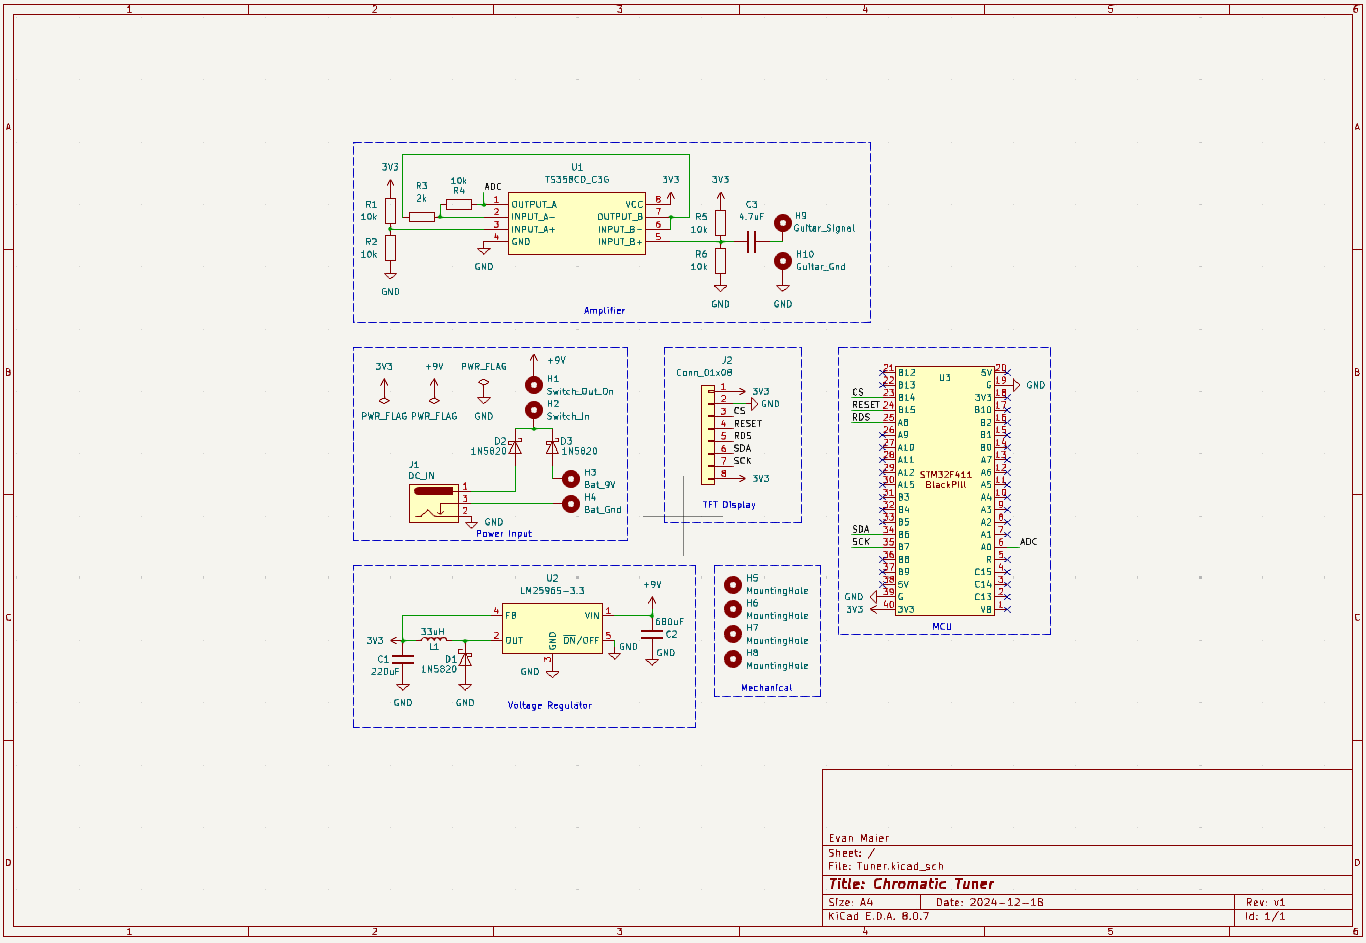 1 2 3 4 5 6
A A
3V3
10k
R3 R4 ADC
2k
U1
TS358CD_C3G
3V3 3V3
R1
10k
1 OUTPUT_A VCC 8
2 INPUT_A- OUTPUT_B 7
3 INPUT_A+ INPUT_B- 6
4 GND INPUT_B+ 5
R5
10k
C3
4.7uF
H9
Guitar_Signal
R2
10k
R6
10k
H10
Guitar_Gnd
GND
GND
GND
GND
Amplifier
B B
3V3 +9V PWR_FLAG
PWR_FLAG PWR_FLAG GND
+9V
H1
Switch_Out_On
H2
Switch_In
D2
1N5820
D3
1N5820
J1
DC_IN
1
3
2
GND
H3
Bat_9V
H4
Bat_Gnd
Power Input
J2
Conn_01x08
1 3V3
2 GND
3 CS
4 RESET
5 RDS
6 SDA
7 SCK
8 3V3
TFT Display
U3
STM32F411
BlackPill
21 B12 5V 20
22 B13 G 19 GND
CS 23 B14 3V3 18
RESET 24 B15 B10 17
RDS 25 A8 B2 16
26 A9 B1 15
27 A10 B0 14
28 A11 A7 13
29 A12 A6 12
30 A15 A5 11
31 B3 A4 10
32 B4 A3 9
33 B5 A2 8
SDA 34 B6 A1 7
SCK 35 B7 A0 6 ADC
36 B8 R 5
37 B9 C15 4
38 5V C14 3
GND 39 G C13 2
3V3 40 3V3 VB 1
MCU
C C
U2
LM2596S-3.3
4 FB VIN 1
2 OUT ON/OFF 5
GND 3
+9V
680uF
C2
GND
GND
GND
3V3
33uH
L1
C1
220uF
D1
1N5820
GND
GND
Voltage Regulator
H5
MountingHole
H6
MountingHole
H7
MountingHole
H8
MountingHole
Mechanical
D D
Evan Maier
Sheet: /
File: Tuner.kicad_sch
Title: Chromatic Tuner
Size: A4 Date: 2024-12-18 Rev: v1
KiCad E.D.A. 8.0.7 Id: 1/1
1 2 3 4 5 6